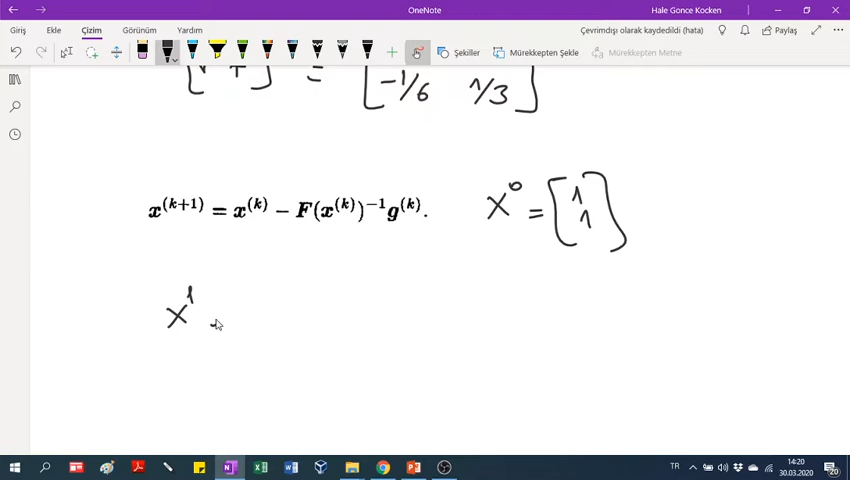 OneNote
Hale Gonce Kocken
Giriş Ekle Çizim Görünüm Yardım
Çevrimdışı olarak kaydedildi (hata) Paylaş
Şekiller Mürekkepten Şekle Mürekkepten Metne
=
-1/6 1/3
x^(k+1) = x^(k) − F(x^(k))^−1 g^(k).
X^0 = [1
1]
X^1
TR 14:20
30.03.2020
20